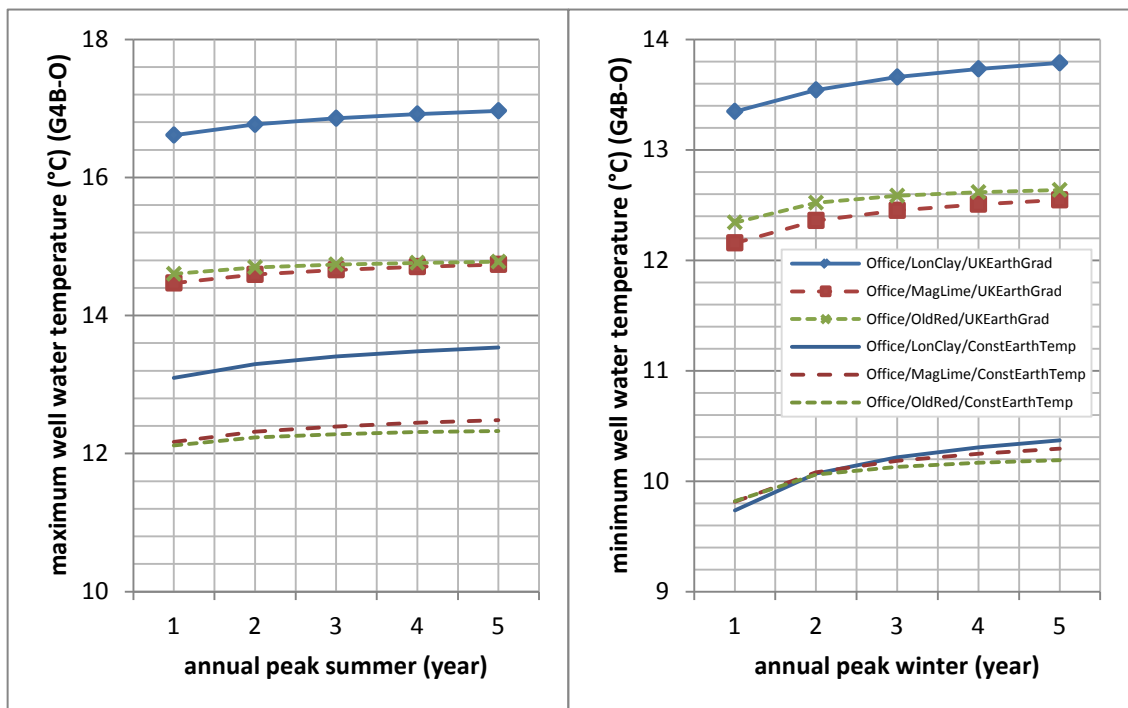 maximum well water temperature (°C) (G4B-O)
18
16
14
12
10
1 2 3 4 5
annual peak summer (year)
minimum well water temperature (°C) (G4B-O)
14
13
12
11
10
9
Office/LonClay/UKEarthGrad
Office/MagLime/UKEarthGrad
Office/OldRed/UKEarthGrad
Office/LonClay/ConstEarthTemp
Office/MagLime/ConstEarthTemp
Office/OldRed/ConstEarthTemp
1 2 3 4 5
annual peak winter (year)